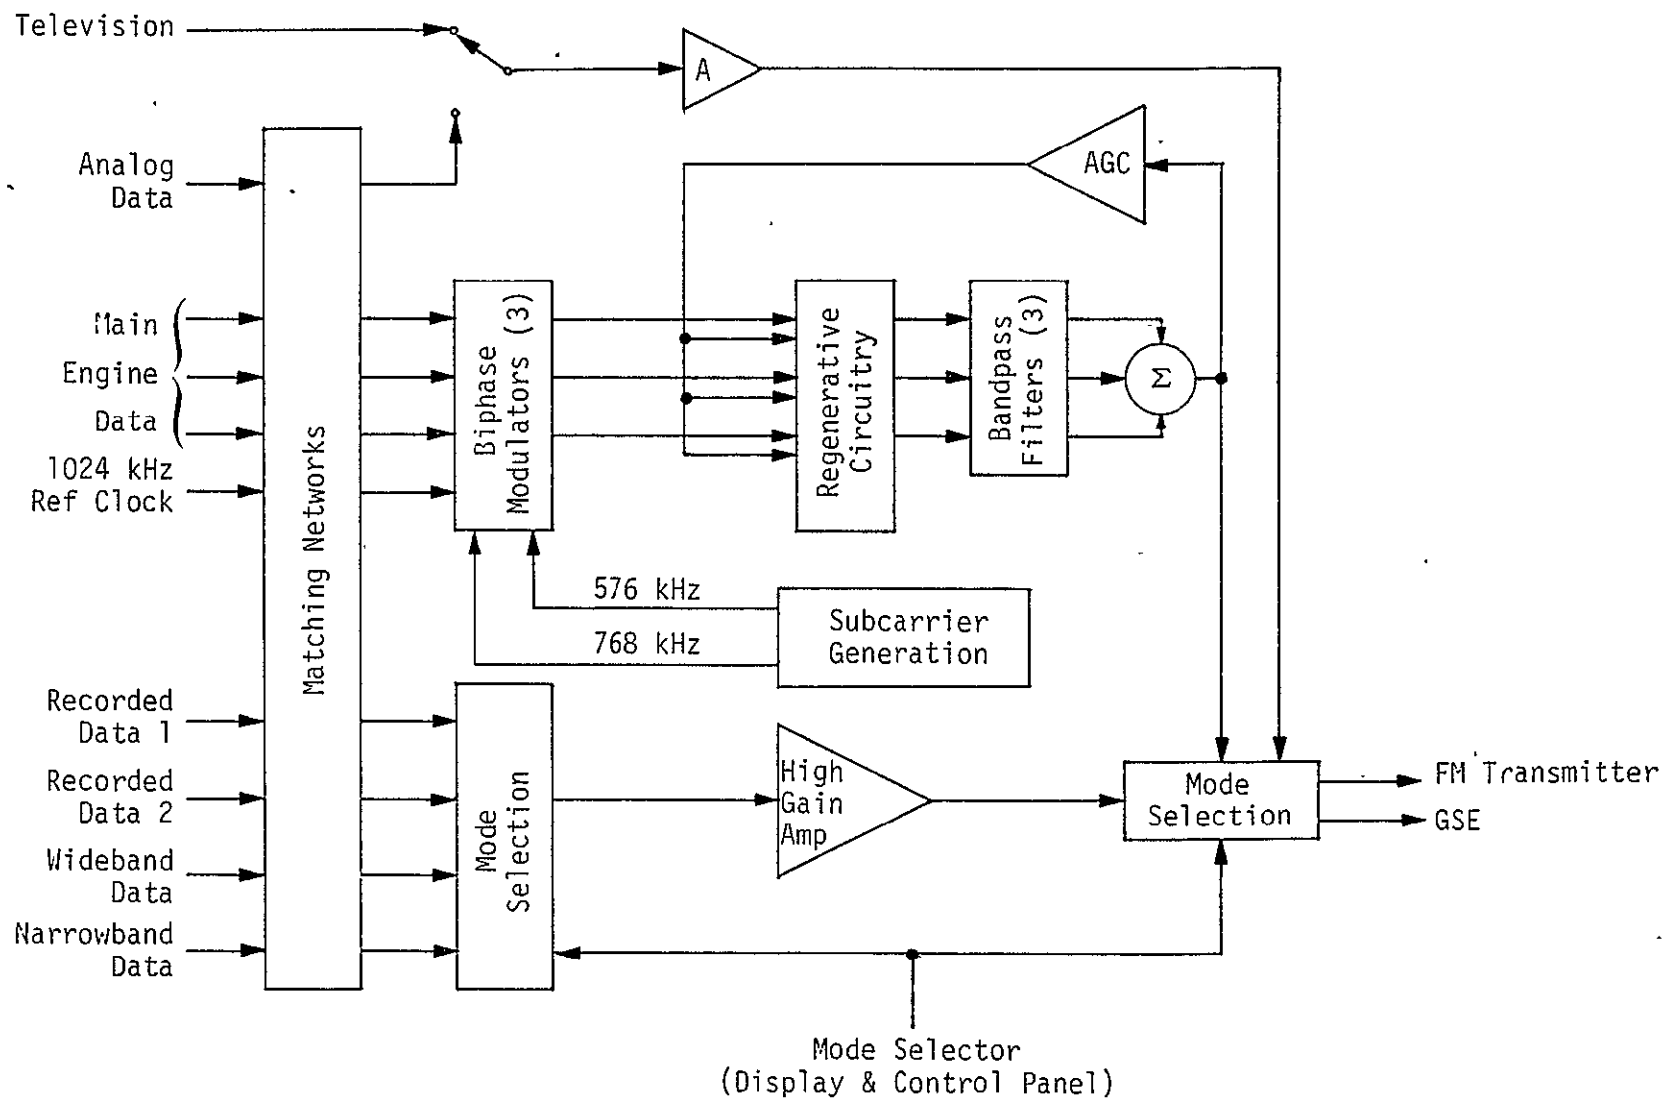 Television
A
Analog
Data
AGC
Main
Engine
Data
1024 kHz
Ref Clock
Matching Networks
Biphase
Modulators (3)
Regenerative
Circuitry
Bandpass
Filters (3)
Σ
576 kHz
768 kHz
Subcarrier
Generation
Recorded
Data 1
Recorded
Data 2
Wideband
Data
Narrowband
Data
Mode
Selection
High
Gain
Amp
Mode
Selection
FM Transmitter
GSE
Mode Selector
(Display & Control Panel)